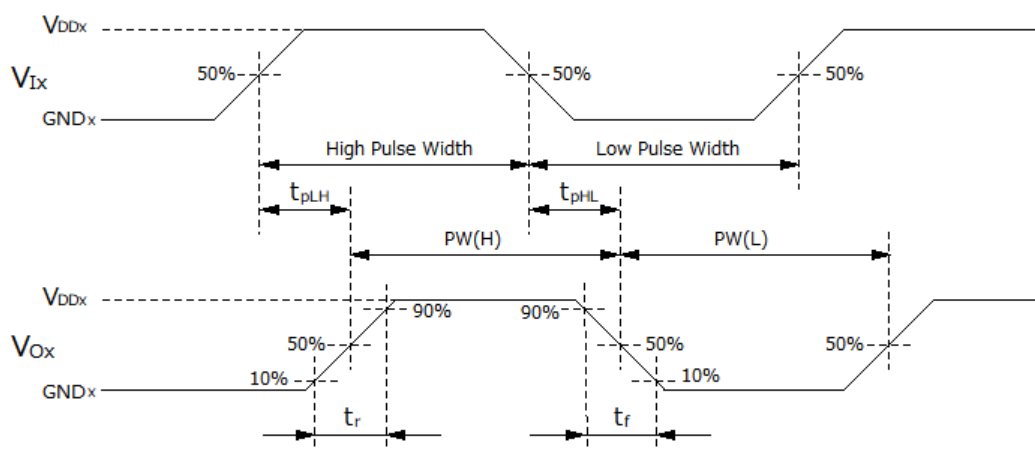 VDDx
VIx
50%
50%
50%
GNDx
High Pulse Width
Low Pulse Width
tpLH
tpHL
PW(H)
PW(L)
VDDx
90%
90%
VOx
50%
50%
50%
10%
10%
GNDx
tr
tf